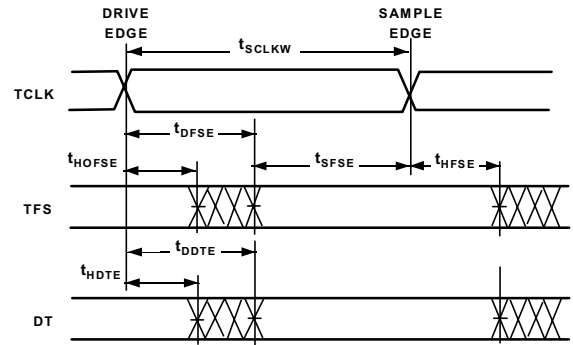 DRIVE EDGE
SAMPLE EDGE
tSCLKW
TCLK
tDFSE
tHOFSE
tSFSE
tHFSE
TFS
tDDTE
tHDTE
DT